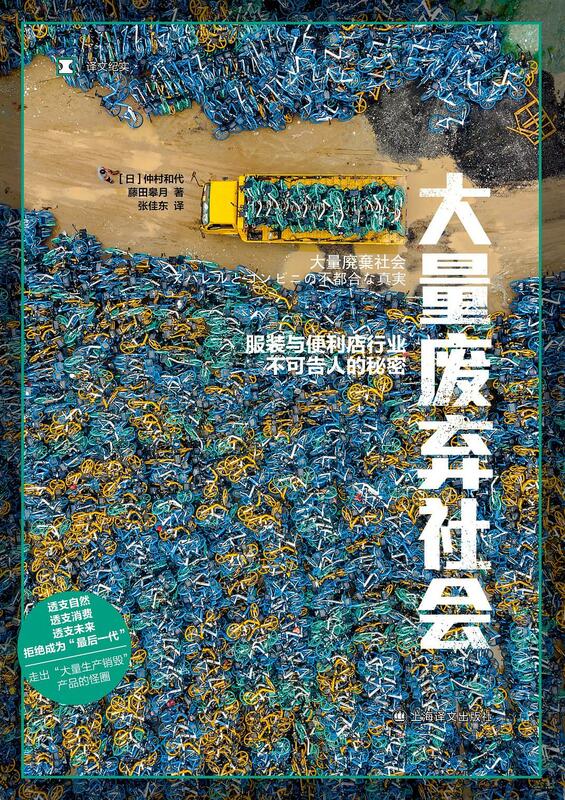 译文纪实
[日]仲村和代
藤田皋月 著
张佳东 译
大量废弃社会
大量廃棄社会
アパレルとコンビニの不都合な真実
服装与便利店行业
不可告人的秘密
透支自然
透支消费
透支未来
拒绝成为“最后一代”
走出“大量生产销毁”
产品的怪圈
上海译文出版社